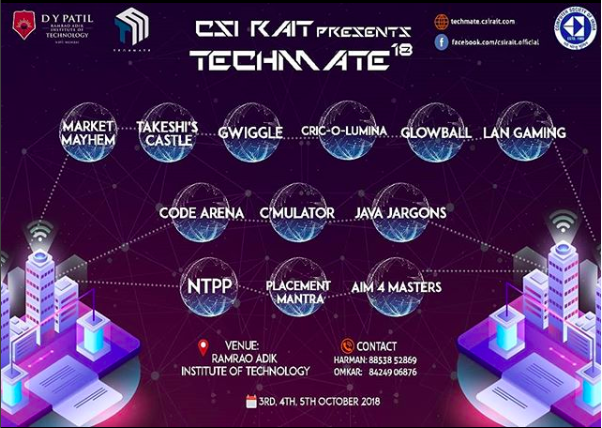 D Y PATIL
RAMRAO ADIK
INSTITUTE OF
TECHNOLOGY
NAVI MUMBAI
TECHMATE
CSI RAIT PRESENTS
TECHMATE 18
techmate.csirait.com
facebook.com/csirait.official
MARKET
MAYHEM
TAKESHI'S
CASTLE
GWIGGLE
CRIC-O-LUMINA
GLOWBALL
LAN GAMING
CODE ARENA
C'MULATOR
JAVA JARGONS
NTPP
PLACEMENT
MANTRA
AIM 4 MASTERS
VENUE:
RAMRAO ADIK
INSTITUTE OF TECHNOLOGY
CONTACT
HARMAN: 88538 52869
OMKAR: 84249 06876
3RD, 4TH, 5TH OCTOBER 2018